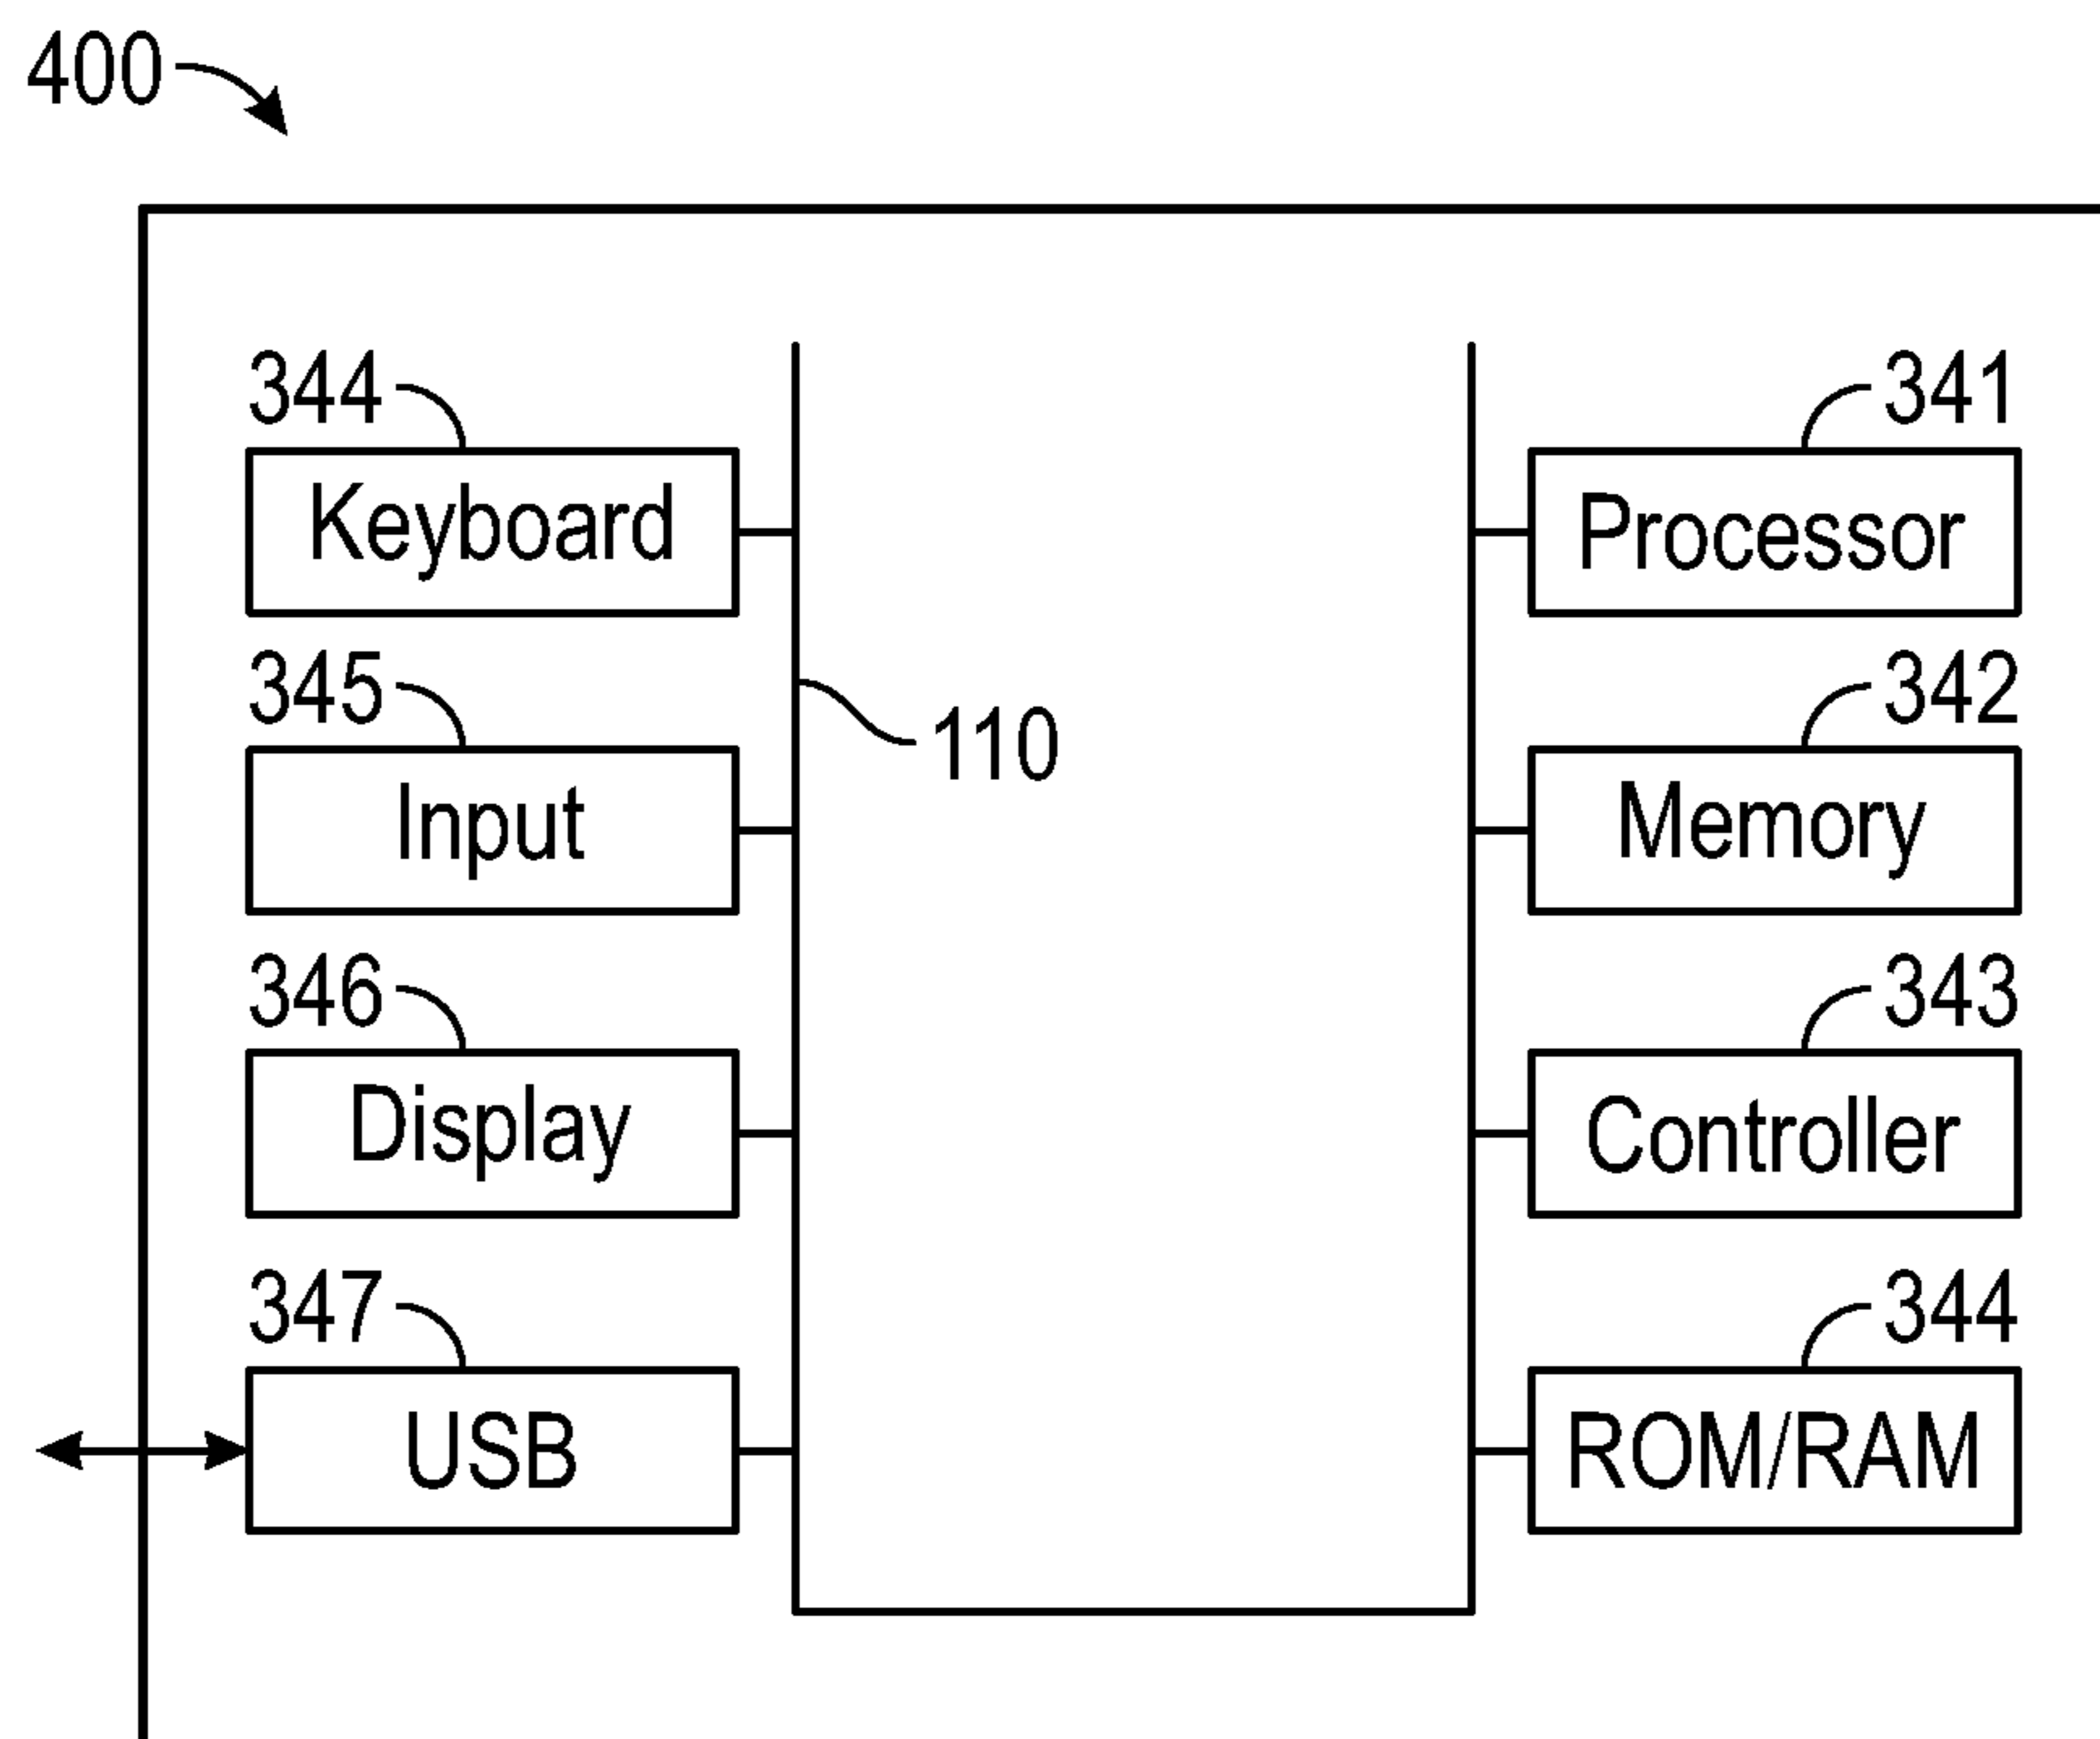 400
344
341
Keyboard
Processor
345
342
110
Input
Memory
346
343
Display
Controller
347
344
USB
ROM/RAM